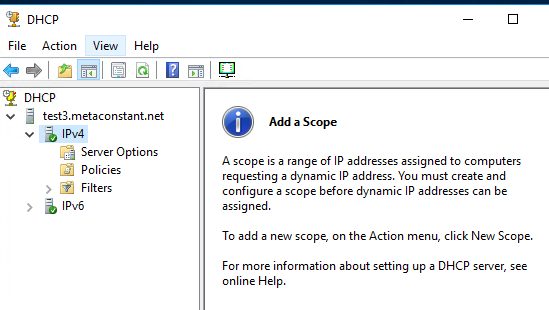 DHCP
File Action View Help
DHCP
test3.metaconstant.net
IPv4
Server Options
Policies
Filters
IPv6
Add a Scope
A scope is a range of IP addresses assigned to computers
requesting a dynamic IP address. You must create and
configure a scope before dynamic IP addresses can be
assigned.
To add a new scope, on the Action menu, click New Scope.
For more information about setting up a DHCP server, see
online Help.